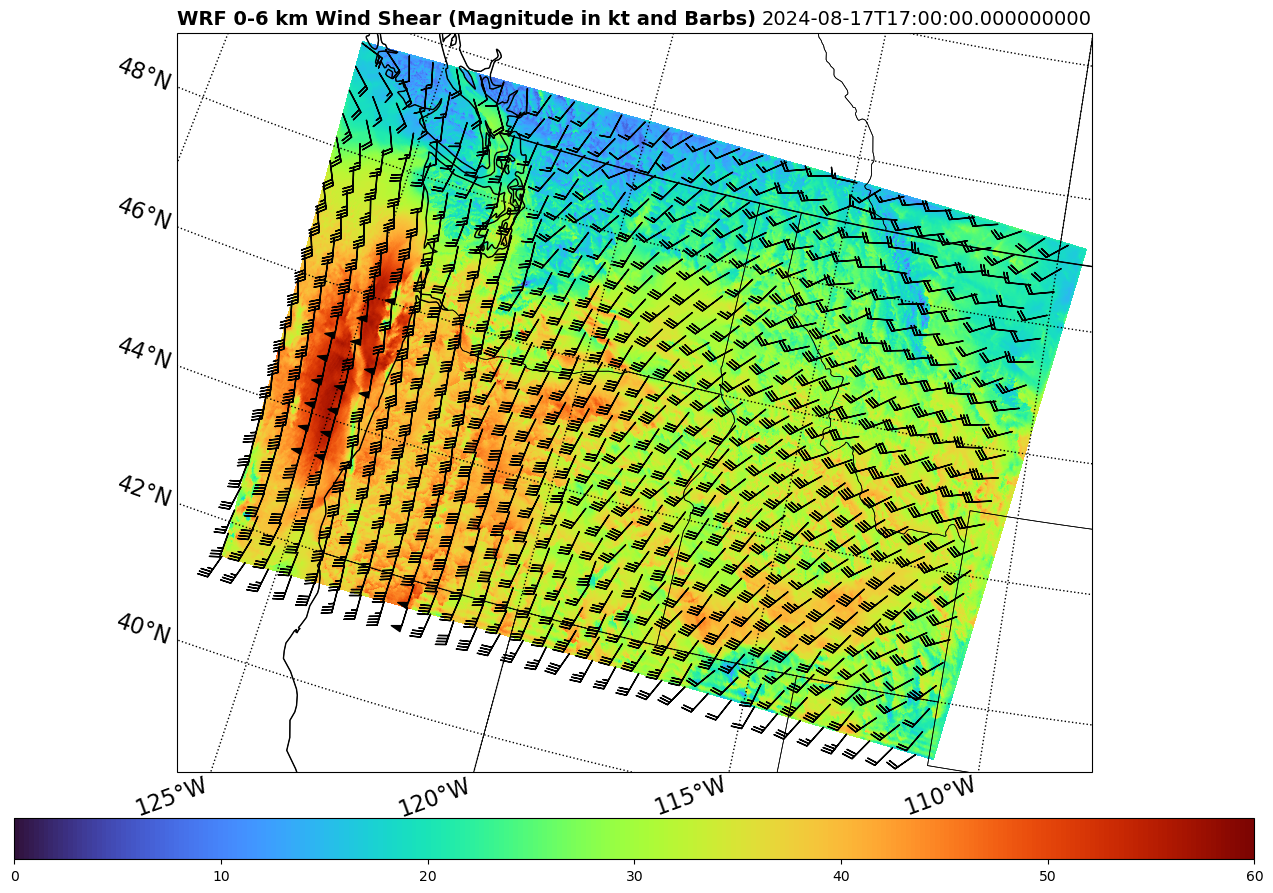 WRF 0-6 km Wind Shear (Magnitude in kt and Barbs) 2024-08-17T17:00:00.000000000
48°N
46°N
44°N
42°N
40°N
125°W 120°W 115°W 110°W
0 10 20 30 40 50 60